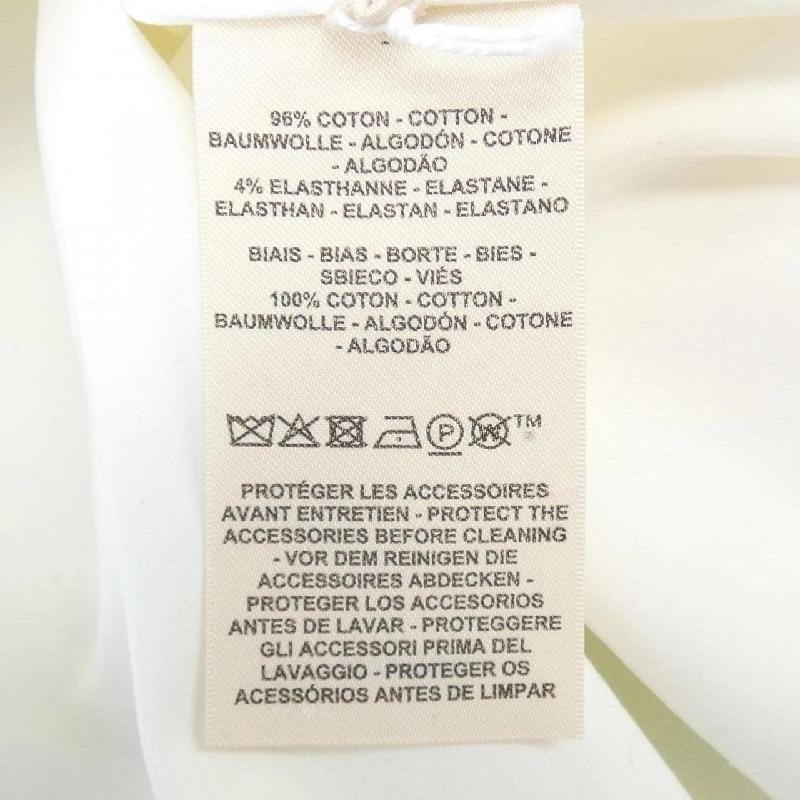 96% COTON - COTTON -
BAUMWOLLE - ALGODÓN - COTONE
- ALGODÃO
4% ELASTHANNE - ELASTANE -
ELASTHAN - ELASTAN - ELASTANO
BIAIS - BIAS - BORTE - BIES -
SBIECO - VIÉS
100% COTON - COTTON -
BAUMWOLLE - ALGODÓN - COTONE
- ALGODÃO
P W TM
PROTÉGER LES ACCESSOIRES
AVANT ENTRETIEN - PROTECT THE
ACCESSORIES BEFORE CLEANING
- VOR DEM REINIGEN DIE
ACCESSOIRES ABDECKEN -
PROTEGER LOS ACCESORIOS
ANTES DE LAVAR - PROTEGGERE
GLI ACCESSORI PRIMA DEL
LAVAGGIO - PROTEGER OS
ACESSÓRIOS ANTES DE LIMPAR